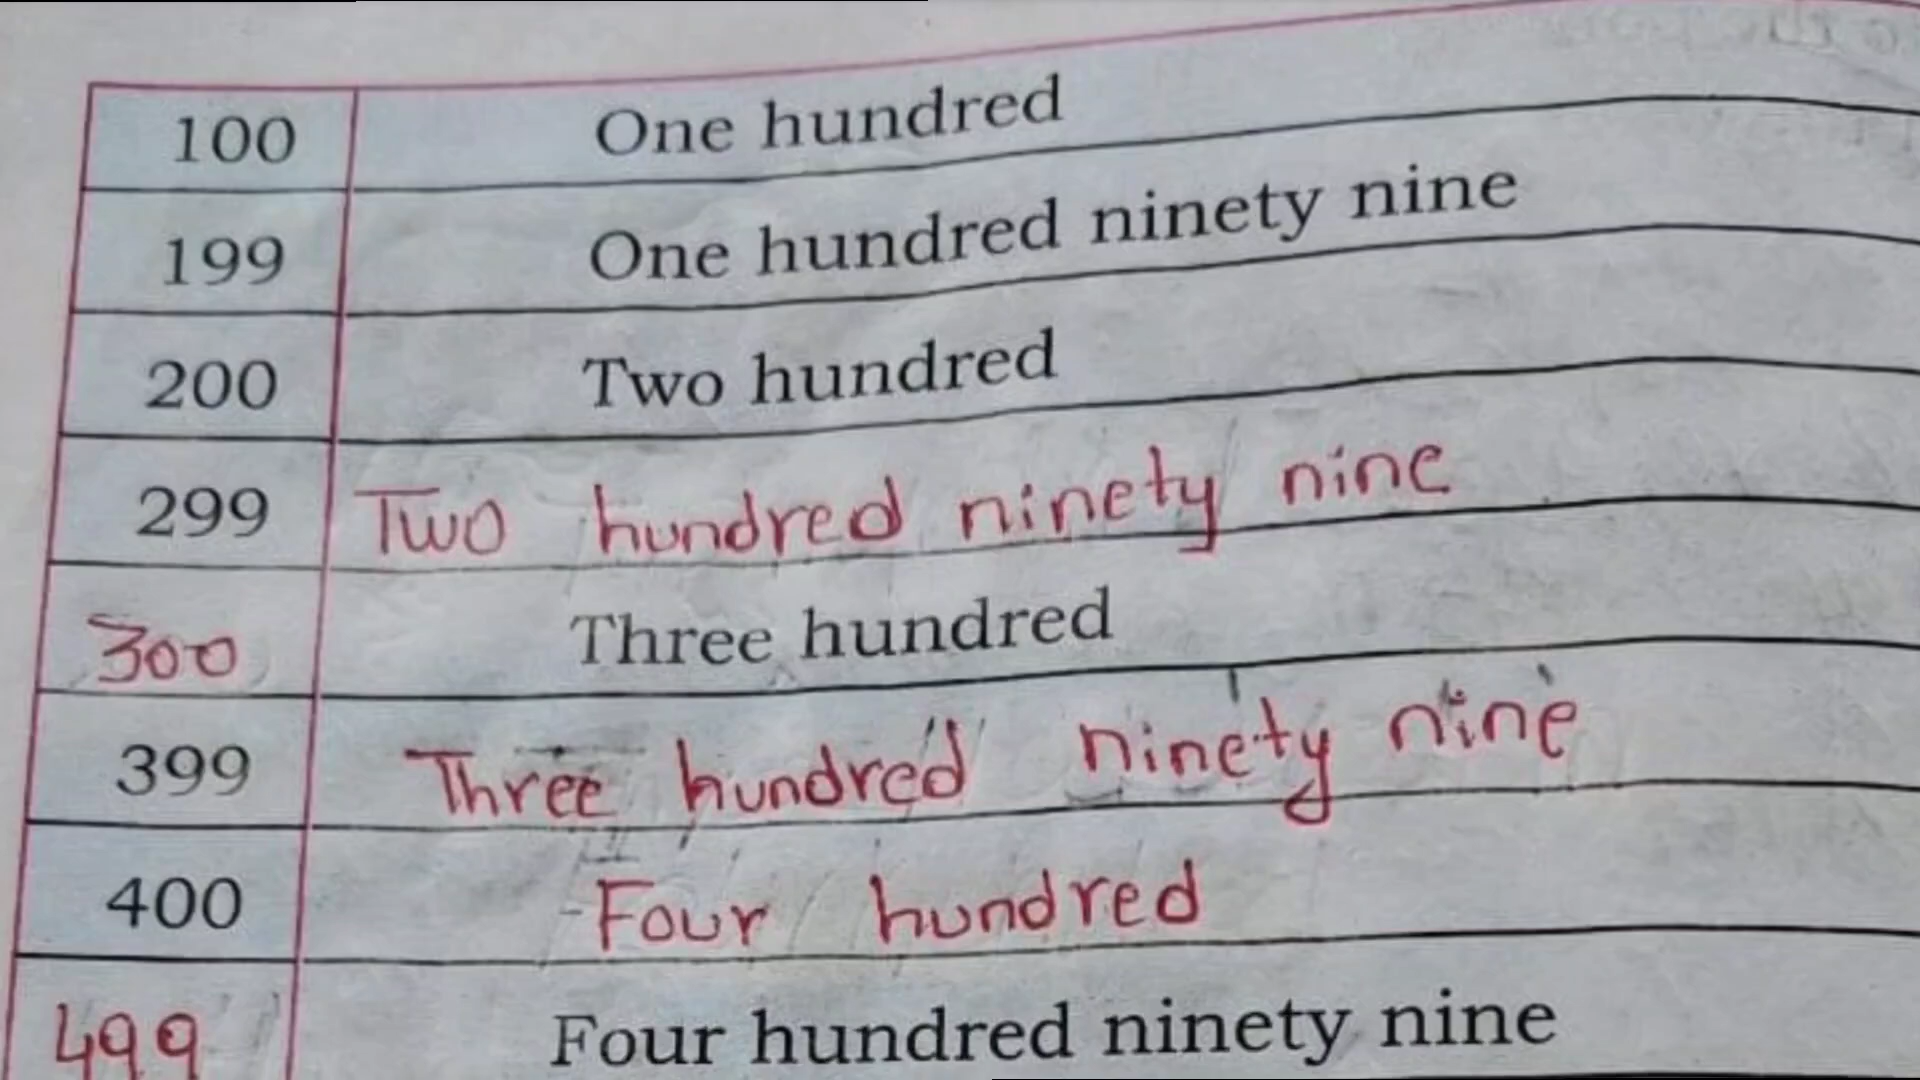 100 One hundred
199 One hundred ninety nine
200 Two hundred
299 Two hundred ninety nine
300 Three hundred
399 Three hundred ninety nine
400 Four hundred
499 Four hundred ninety nine